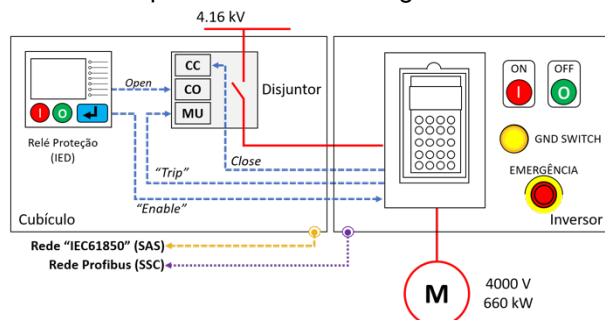 4.16 kV
CC
CO
MU
Open
Disjuntor
I
O
Relé Proteção
(IED)
Close
"Trip"
"Enable"
Cubículo
ON
OFF
I
O
GND SWITCH
EMERGÊNCIA
Inversor
Rede "IEC61850" (SAS)
Rede Profibus (SSC)
M
4000 V
660 kW